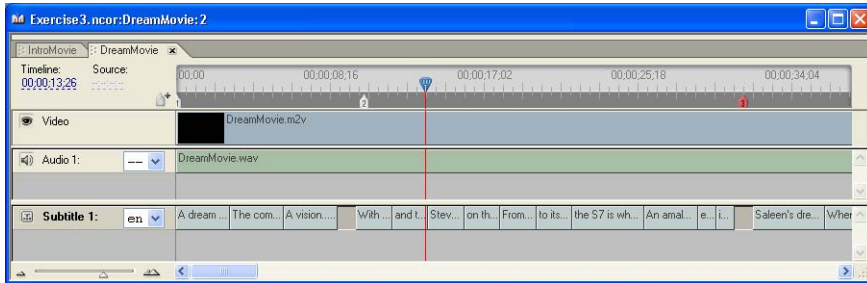 Exercise3.ncor:DreamMovie:2
IntroMovie DreamMovie
Timeline: Source:
00;00;13;26 --;--;--;--
00;00 00;00;08;16 00;00;17;02 00;00;25;18 00;00;34;04
1 2 3
Video DreamMovie.m2v
Audio 1: -- DreamMovie.wav
Subtitle 1: en A dream ... The com... A vision..... With ... and t... Stev... on th... From... to its... the S7 is wh... An amal... e... i... Saleen's dre... Wher